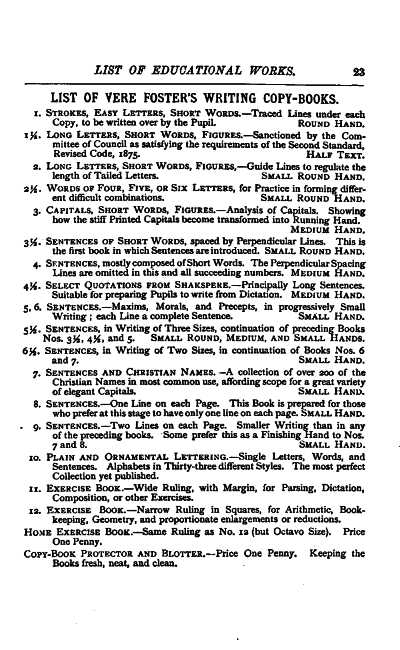 LIST OF EDUCATIONAL WORKS. 23
LIST OF VERE FOSTER'S WRITING COPY-BOOKS.
1. STROKES, EASY LETTERS, SHORT WORDS.—Traced Lines under each
Copy, to be written over by the Pupil. ROUND HAND.
1½. LONG LETTERS, SHORT WORDS, FIGURES.—Sanctioned by the Com-
mittee of Council as satisfying the requirements of the Second Standard,
Revised Code, 1875. HALF TEXT.
2. LONG LETTERS, SHORT WORDS, FIGURES,—Guide Lines to regulate the
length of Tailed Letters. SMALL ROUND HAND.
2½. WORDS OF FOUR, FIVE, OR SIX LETTERS, for Practice in forming differ-
ent difficult combinations. SMALL ROUND HAND.
3. CAPITALS, SHORT WORDS, FIGURES.—Analysis of Capitals. Showing
how the stiff Printed Capitals become transformed into Running Hand.
MEDIUM HAND.
3½. SENTENCES OF SHORT WORDS, spaced by Perpendicular Lines. This is
the first book in which Sentences are introduced. SMALL ROUND HAND.
4. SENTENCES, mostly composed of Short Words. The Perpendicular Spacing
Lines are omitted in this and all succeeding numbers. MEDIUM HAND.
4½. SELECT QUOTATIONS FROM SHAKSPERE.—Principally Long Sentences.
Suitable for preparing Pupils to write from Dictation. MEDIUM HAND.
5, 6. SENTENCES.—Maxims, Morals, and Precepts, in progressively Small
Writing ; each Line a complete Sentence. SMALL HAND.
5½. SENTENCES, in Writing of Three Sizes, continuation of preceding Books
Nos. 3½, 4½, and 5. SMALL ROUND, MEDIUM, AND SMALL HANDS.
6½. SENTENCES, in Writing of Two Sizes, in continuation of Books Nos. 6
and 7. SMALL HAND.
7. SENTENCES AND CHRISTIAN NAMES.—A collection of over 200 of the
Christian Names in most common use, affording scope for a great variety
of elegant Capitals. SMALL HAND.
8. SENTENCES.—One Line on each Page. This Book is prepared for those
who prefer at this stage to have only one line on each page. SMALL HAND.
9. SENTENCES.—Two Lines on each Page. Smaller Writing than in any
of the preceding books. Some prefer this as a Finishing Hand to Nos.
7 and 8. SMALL HAND.
10. PLAIN AND ORNAMENTAL LETTERING.—Single Letters, Words, and
Sentences. Alphabets in Thirty-three different Styles. The most perfect
Collection yet published.
11. EXERCISE BOOK.—Wide Ruling, with Margin, for Parsing, Dictation,
Composition, or other Exercises.
12. EXERCISE BOOK.—Narrow Ruling in Squares, for Arithmetic, Book-
keeping, Geometry, and proportionate enlargements or reductions.
HOME EXERCISE BOOK.—Same Ruling as No. 12 (but Octavo Size). Price
One Penny.
COPY-BOOK PROTECTOR AND BLOTTER.—Price One Penny. Keeping the
Books fresh, neat, and clean.